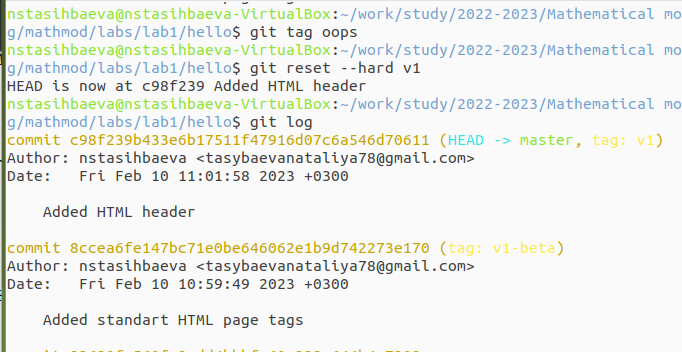 nstasihbaeva@nstasihbaeva-VirtualBox:~/work/study/2022-2023/Mathematical mo
g/mathmod/labs/lab1/hello$ git tag oops
nstasihbaeva@nstasihbaeva-VirtualBox:~/work/study/2022-2023/Mathematical mo
g/mathmod/labs/lab1/hello$ git reset --hard v1
HEAD is now at c98f239 Added HTML header
nstasihbaeva@nstasihbaeva-VirtualBox:~/work/study/2022-2023/Mathematical mo
g/mathmod/labs/lab1/hello$ git log
commit c98f239b433e6b17511f47916d07c6a546d70611 (HEAD -> master, tag: v1)
Author: nstasihbaeva <tasybaevanataliya78@gmail.com>
Date:   Fri Feb 10 11:01:58 2023 +0300
Added HTML header
commit 8ccea6fe147bc71e0be646062e1b9d742273e170 (tag: v1-beta)
Author: nstasihbaeva <tasybaevanataliya78@gmail.com>
Date:   Fri Feb 10 10:59:49 2023 +0300
Added standart HTML page tags